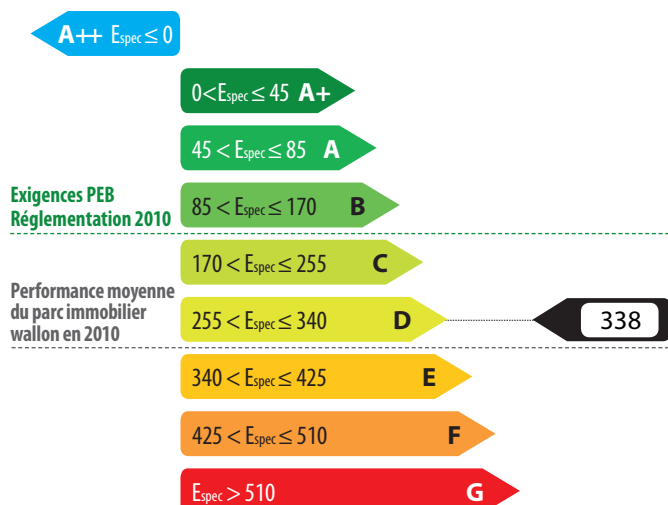 A++ Espec ≤ 0
0<Espec ≤ 45 A+
45 < Espec ≤ 85 A
Exigences PEB
Réglementation 2010
85 < Espec ≤ 170 B
170 < Espec ≤ 255 C
Performance moyenne
du parc immobilier
wallon en 2010
255 < Espec ≤ 340 D
338
340 < Espec ≤ 425 E
425 < Espec ≤ 510 F
Espec > 510 G